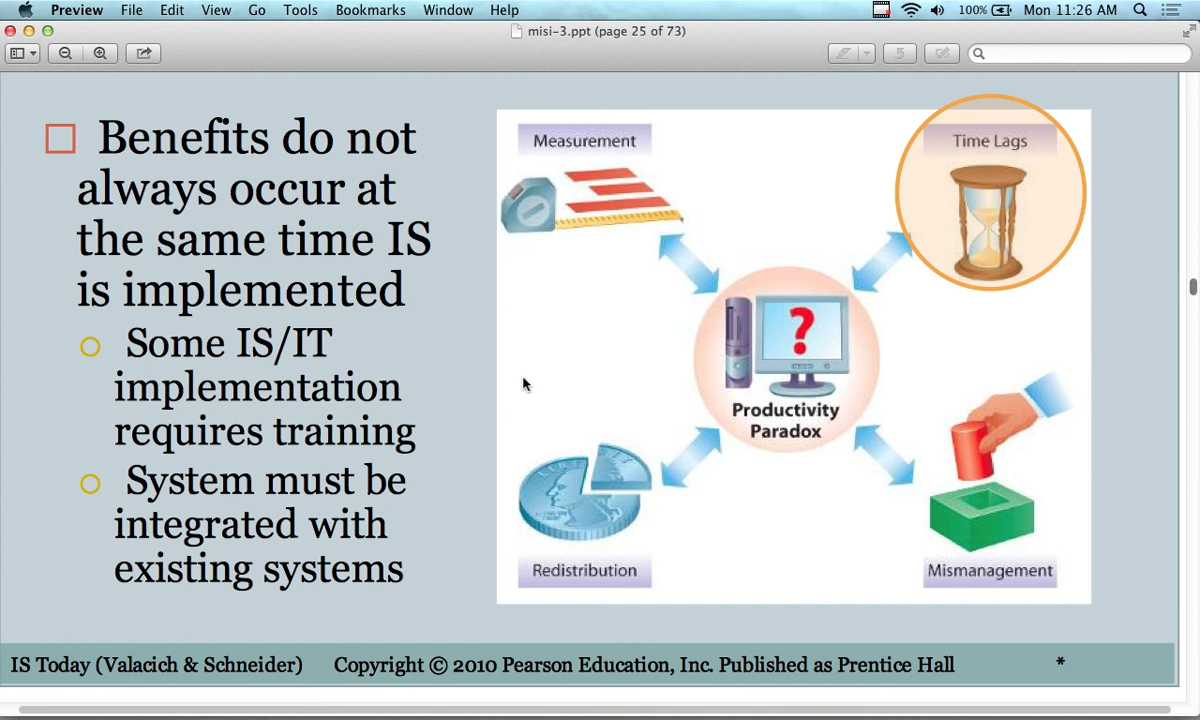 Preview File Edit View Go Tools Bookmarks Window Help 100% Mon 11:26 AM
misi-3.ppt (page 25 of 73)
Benefits do not
always occur at
the same time IS
is implemented
Some IS/IT
implementation
requires training
System must be
integrated with
existing systems
Measurement
Time Lags
?
Productivity
Paradox
Redistribution
Mismanagement
IS Today (Valacich & Schneider) Copyright © 2010 Pearson Education, Inc. Published as Prentice Hall *